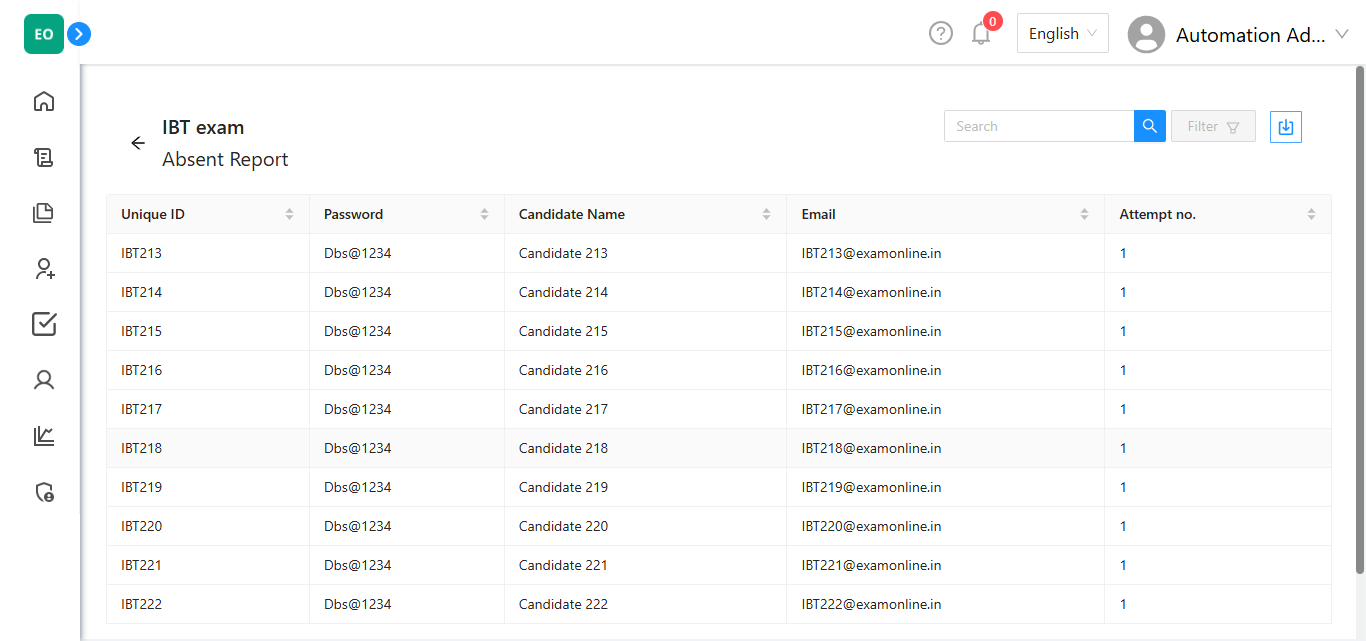 EO
0
English
Automation Ad...
IBT exam
Absent Report
Search
Filter
Unique ID Password Candidate Name Email Attempt no.
IBT213 Dbs@1234 Candidate 213 IBT213@examonline.in 1
IBT214 Dbs@1234 Candidate 214 IBT214@examonline.in 1
IBT215 Dbs@1234 Candidate 215 IBT215@examonline.in 1
IBT216 Dbs@1234 Candidate 216 IBT216@examonline.in 1
IBT217 Dbs@1234 Candidate 217 IBT217@examonline.in 1
IBT218 Dbs@1234 Candidate 218 IBT218@examonline.in 1
IBT219 Dbs@1234 Candidate 219 IBT219@examonline.in 1
IBT220 Dbs@1234 Candidate 220 IBT220@examonline.in 1
IBT221 Dbs@1234 Candidate 221 IBT221@examonline.in 1
IBT222 Dbs@1234 Candidate 222 IBT222@examonline.in 1